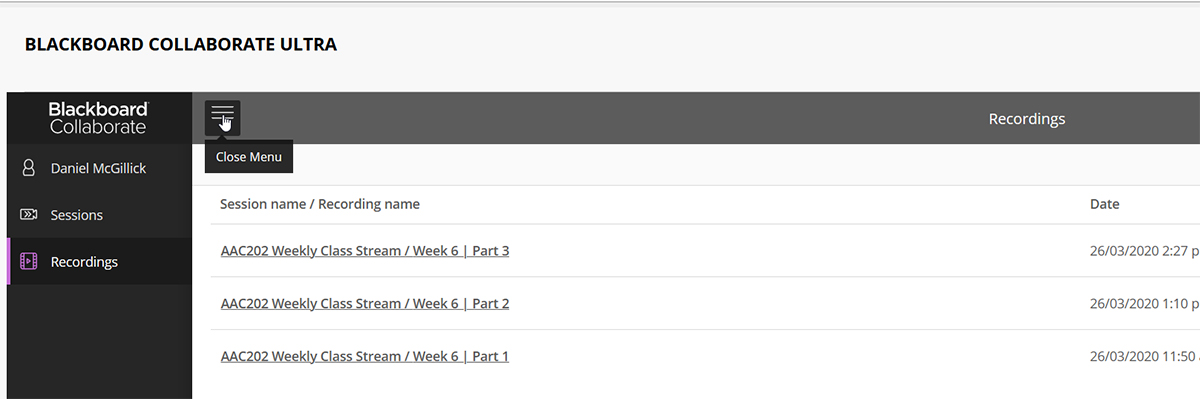 BLACKBOARD COLLABORATE ULTRA
Blackboard
Collaborate
Recordings
Close Menu
Daniel McGillick
Sessions
Recordings
Session name / Recording name Date
AAC202 Weekly Class Stream / Week 6 | Part 3 26/03/2020 2:27 p
AAC202 Weekly Class Stream / Week 6 | Part 2 26/03/2020 1:10 p
AAC202 Weekly Class Stream / Week 6 | Part 1 26/03/2020 11:50